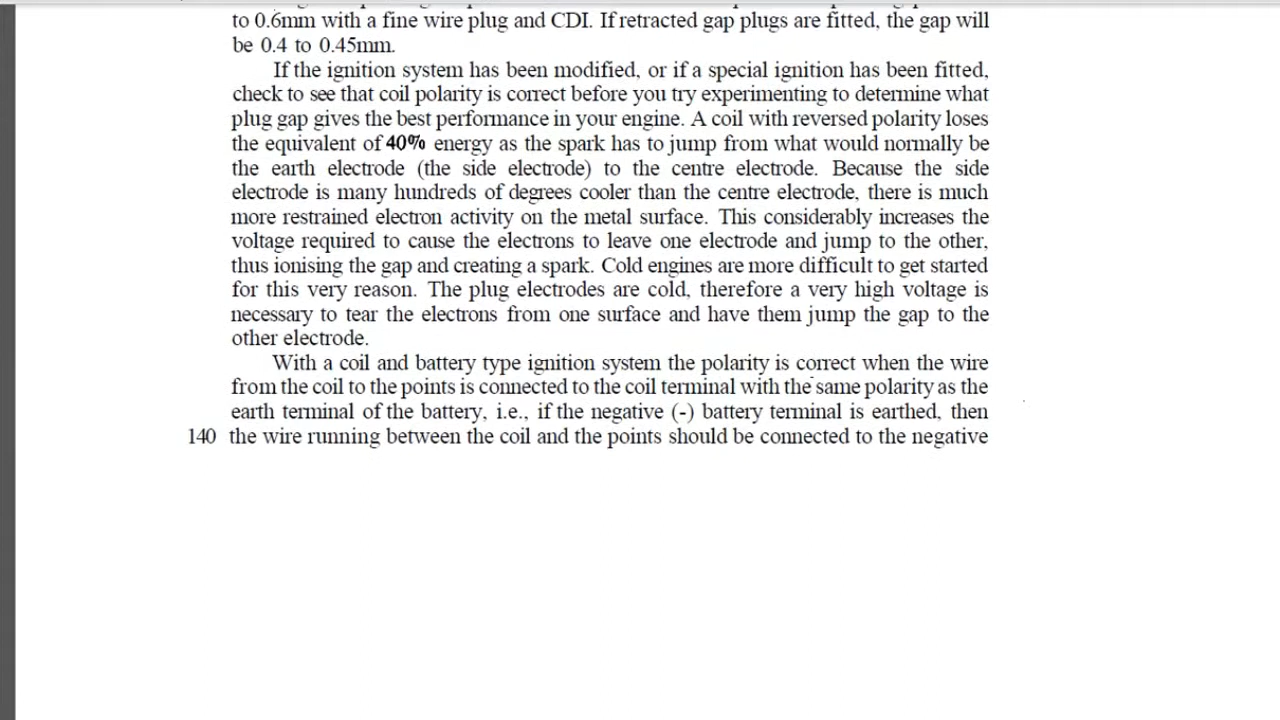 to 0.6mm with a fine wire plug and CDI. If retracted gap plugs are fitted, the gap will
be 0.4 to 0.45mm.
If the ignition system has been modified, or if a special ignition has been fitted,
check to see that coil polarity is correct before you try experimenting to determine what
plug gap gives the best performance in your engine. A coil with reversed polarity loses
the equivalent of 40% energy as the spark has to jump from what would normally be
the earth electrode (the side electrode) to the centre electrode. Because the side
electrode is many hundreds of degrees cooler than the centre electrode, there is much
more restrained electron activity on the metal surface. This considerably increases the
voltage required to cause the electrons to leave one electrode and jump to the other,
thus ionising the gap and creating a spark. Cold engines are more difficult to get started
for this very reason. The plug electrodes are cold, therefore a very high voltage is
necessary to tear the electrons from one surface and have them jump the gap to the
other electrode.
With a coil and battery type ignition system the polarity is correct when the wire
from the coil to the points is connected to the coil terminal with the same polarity as the
earth terminal of the battery, i.e., if the negative (-) battery terminal is earthed, then
140 the wire running between the coil and the points should be connected to the negative